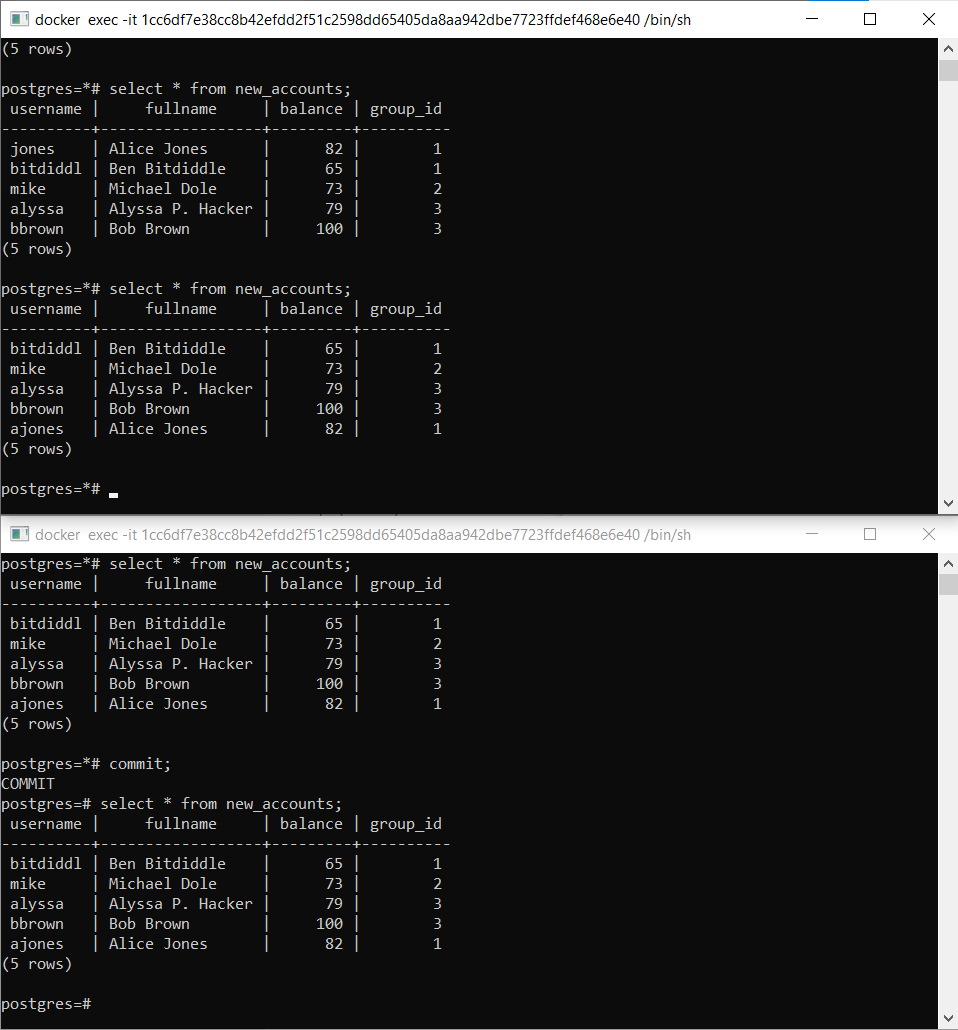 docker exec -it 1cc6df7e38cc8b42efdd2f51c2598dd65405da8aa942dbe7723ffdef468e6e40 /bin/sh
(5 rows)
postgres=*# select * from new_accounts;
 username |     fullname     | balance | group_id
----------+------------------+---------+----------
 jones    | Alice Jones      |      82 |        1
 bitdiddl | Ben Bitdiddle    |      65 |        1
 mike     | Michael Dole     |      73 |        2
 alyssa   | Alyssa P. Hacker |      79 |        3
 bbrown   | Bob Brown        |     100 |        3
(5 rows)
postgres=*# select * from new_accounts;
 username |     fullname     | balance | group_id
----------+------------------+---------+----------
 bitdiddl | Ben Bitdiddle    |      65 |        1
 mike     | Michael Dole     |      73 |        2
 alyssa   | Alyssa P. Hacker |      79 |        3
 bbrown   | Bob Brown        |     100 |        3
 ajones   | Alice Jones      |      82 |        1
(5 rows)
postgres=*#
docker exec -it 1cc6df7e38cc8b42efdd2f51c2598dd65405da8aa942dbe7723ffdef468e6e40 /bin/sh
postgres=*# select * from new_accounts;
 username |     fullname     | balance | group_id
----------+------------------+---------+----------
 bitdiddl | Ben Bitdiddle    |      65 |        1
 mike     | Michael Dole     |      73 |        2
 alyssa   | Alyssa P. Hacker |      79 |        3
 bbrown   | Bob Brown        |     100 |        3
 ajones   | Alice Jones      |      82 |        1
(5 rows)
postgres=*# commit;
COMMIT
postgres=# select * from new_accounts;
 username |     fullname     | balance | group_id
----------+------------------+---------+----------
 bitdiddl | Ben Bitdiddle    |      65 |        1
 mike     | Michael Dole     |      73 |        2
 alyssa   | Alyssa P. Hacker |      79 |        3
 bbrown   | Bob Brown        |     100 |        3
 ajones   | Alice Jones      |      82 |        1
(5 rows)
postgres=#